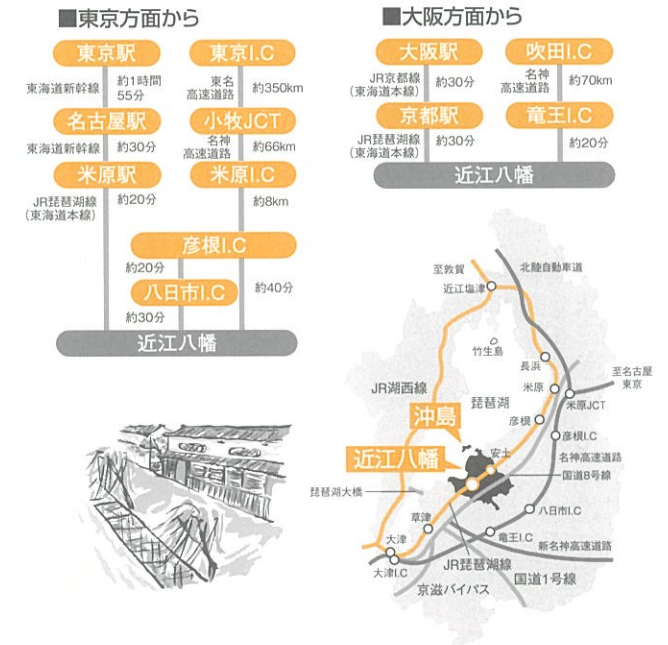 ■東京方面から
東京駅
東海道新幹線
約1時間
55分
名古屋駅
東海道新幹線
約30分
米原駅
JR琵琶湖線
(東海道本線)
約20分
東京I.C
東名
高速道路
約350km
小牧JCT
名神
高速道路
約66km
米原I.C
約8km
彦根I.C
約20分
八日市I.C
約30分
約40分
近江八幡
■大阪方面から
大阪駅
JR京都線
(東海道本線)
約30分
京都駅
JR琵琶湖線
(東海道本線)
約30分
吹田I.C
名神
高速道路
約70km
竜王I.C
約20分
近江八幡
至敦賀
北陸自動車道
近江塩津
竹生島
長浜
至名古屋
東京
JR湖西線
米原
琵琶湖
米原JCT
沖島
彦根
彦根I.C
近江八幡
安土
名神高速道路
国道8号線
琵琶湖大橋
八日市I.C
草津
竜王I.C
大津
新名神高速道路
大津I.C
JR琵琶湖線
国道1号線
京滋バイパス